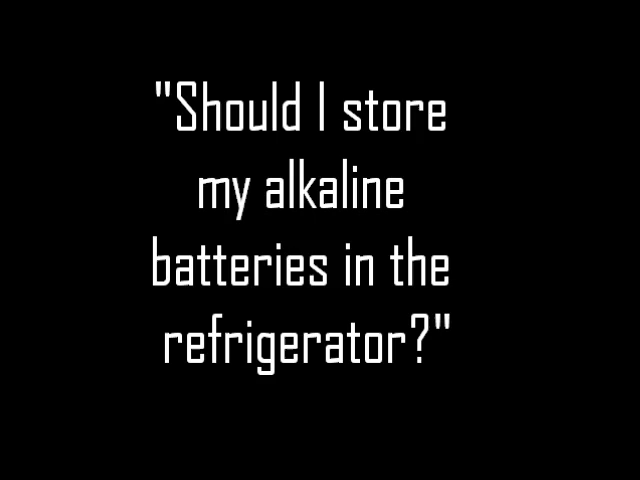 "Should I store
my alkaline
batteries in the
refrigerator?"